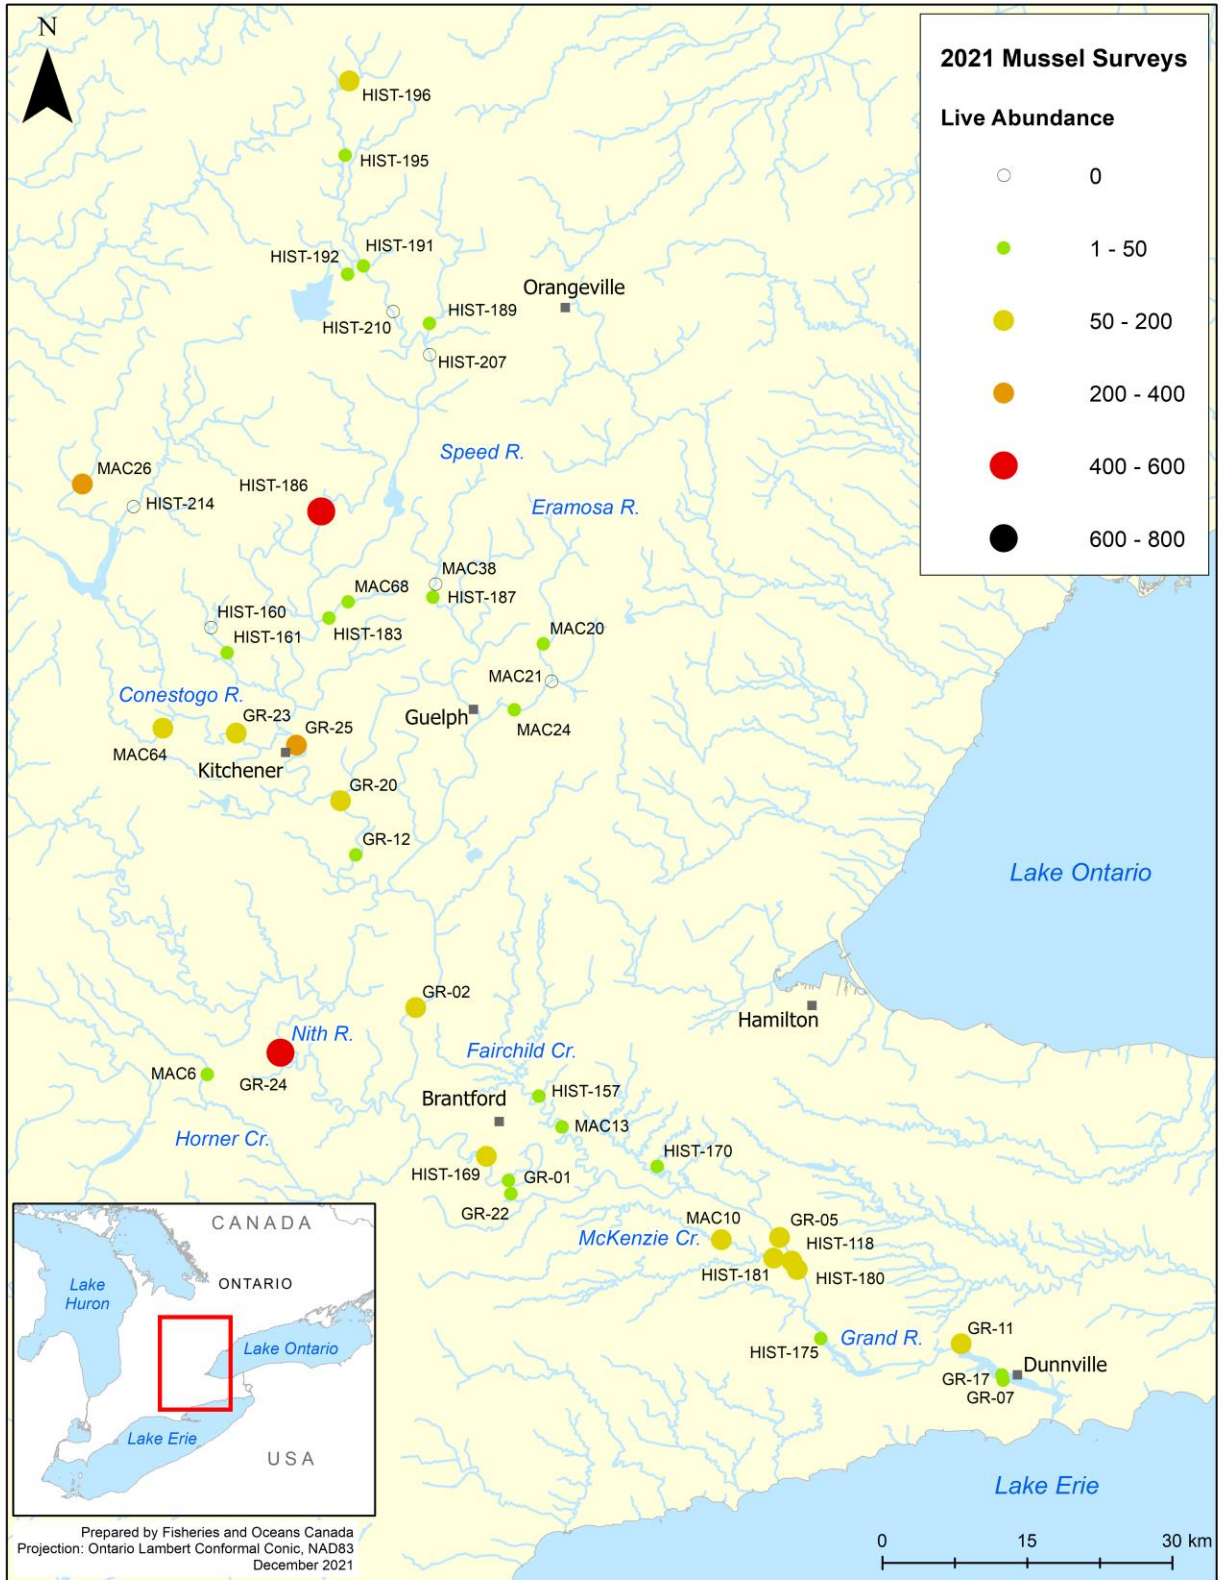 N
2021 Mussel Surveys
Live Abundance
0
1 - 50
50 - 200
200 - 400
400 - 600
600 - 800
HIST-196
HIST-195
HIST-191
HIST-192
Orangeville
HIST-210
HIST-189
HIST-207
Speed R.
MAC26
HIST-186
HIST-214
Eramosa R.
MAC38
MAC68
HIST-187
HIST-160
HIST-183
HIST-161
MAC20
MAC21
Conestogo R.
GR-23
Guelph
MAC24
GR-25
MAC64
Kitchener
GR-20
GR-12
Lake Ontario
GR-02
Hamilton
Nith R.
Fairchild Cr.
MAC6
GR-24
HIST-157
Brantford
MAC13
Horner Cr.
HIST-170
HIST-169
GR-01
GR-22
MAC10
GR-05
McKenzie Cr.
HIST-118
HIST-181
HIST-180
HIST-175
Grand R.
GR-11
Dunnville
GR-17
GR-07
Lake Erie
CANADA
ONTARIO
Lake
Huron
Lake Ontario
Lake Erie
USA
Prepared by Fisheries and Oceans Canada
Projection: Ontario Lambert Conformal Conic, NAD83
December 2021
0 15 30 km